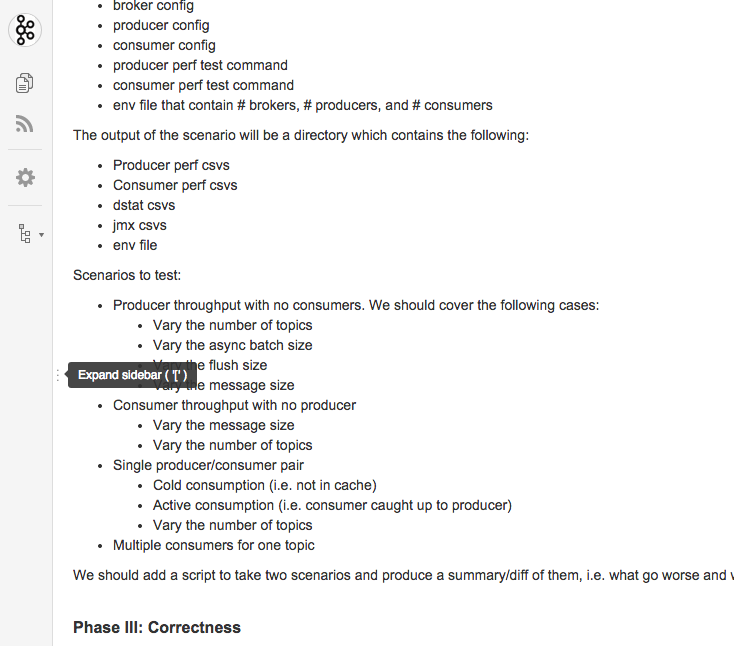 broker config
producer config
consumer config
producer perf test command
consumer perf test command
env file that contain # brokers, # producers, and # consumers
The output of the scenario will be a directory which contains the following:
Producer perf csvs
Consumer perf csvs
dstat csvs
jmx csvs
env file
Scenarios to test:
Producer throughput with no consumers. We should cover the following cases:
Vary the number of topics
Vary the async batch size
Vary the flush size
Expand sidebar ( '[' )
Vary the message size
Consumer throughput with no producer
Vary the message size
Vary the number of topics
Single producer/consumer pair
Cold consumption (i.e. not in cache)
Active consumption (i.e. consumer caught up to producer)
Vary the number of topics
Multiple consumers for one topic
We should add a script to take two scenarios and produce a summary/diff of them, i.e. what go worse and
Phase III: Correctness